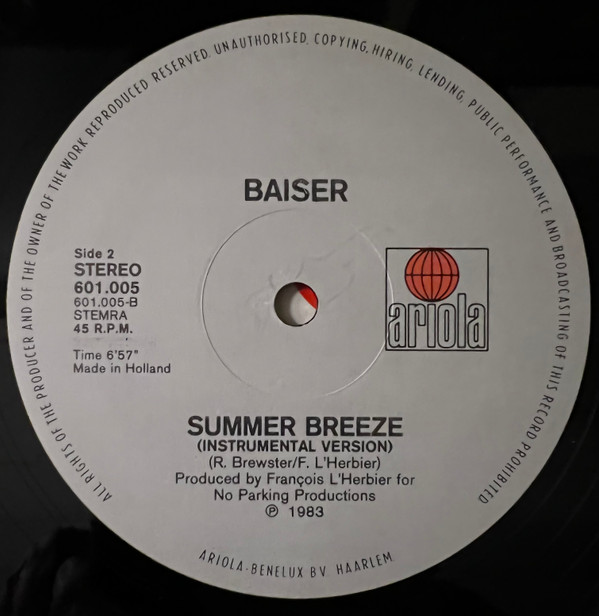 ALL RIGHTS OF THE PRODUCER AND OF THE OWNER OF THE WORK REPRODUCED RESERVED. UNAUTHORISED. COPYING, HIRING, LENDING, PUBLIC PERFORMANCE AND BROADCASTING OF THIS RECORD PROHIBITED
BAISER
Side 2
STEREO
601.005
601.005-B
STEMRA
45 R.P.M.
Time 6'57"
Made in Holland
ariola
SUMMER BREEZE
(INSTRUMENTAL VERSION)
(R. Brewster/F. L'Herbier)
Produced by François L'Herbier for
No Parking Productions
℗ 1983
ARIOLA-BENELUX B.V. HAARLEM